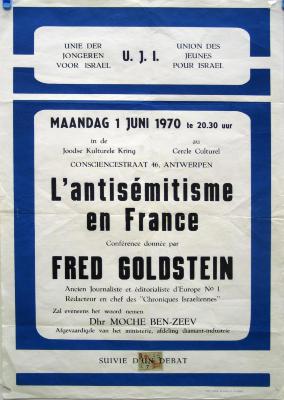 UNIE DER
JONGEREN
VOOR ISRAEL
U. J. I.
UNION DES
JEUNES
POUR ISRAEL
MAANDAG 1 JUNI 1970 te 20.30 uur
in de
Joodse Kulturele Kring
au
Cercle Culturel
CONSCIENCESTRAAT 46, ANTWERPEN
L'antisémitisme
en France
Conférence donnée par
FRED GOLDSTEIN
Ancien Journaliste et éditorialiste d'Europe No 1
Redacteur en chef des "Chroniques Israeliennes"
Zal eveneens het woord nemen
Dhr MOCHE BEN-ZEEV
Afgevaardigde van het ministerie, afdeling diamant-industrie
SUIVIE D'UN DEBAT